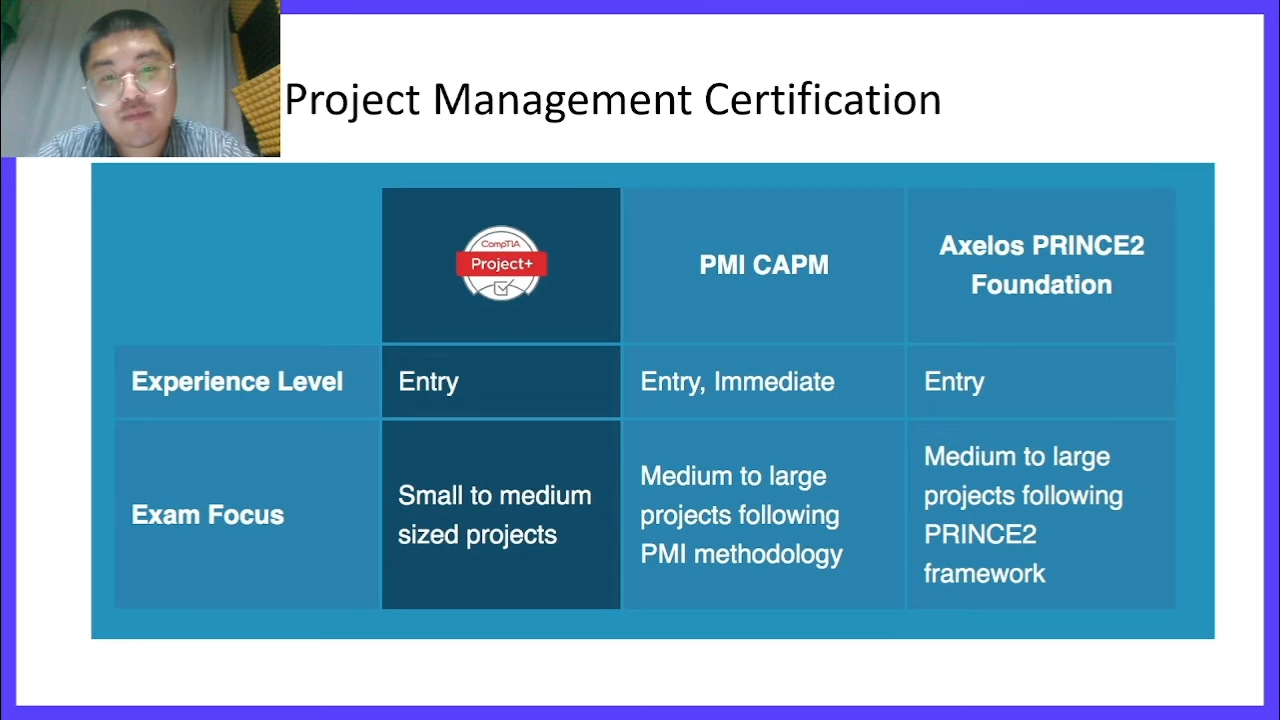 Project Management Certification
CompTIA
Project+
PMI CAPM
Axelos PRINCE2
Foundation
Experience Level
Entry
Entry, Immediate
Entry
Exam Focus
Small to medium
sized projects
Medium to large
projects following
PMI methodology
Medium to large
projects following
PRINCE2
framework